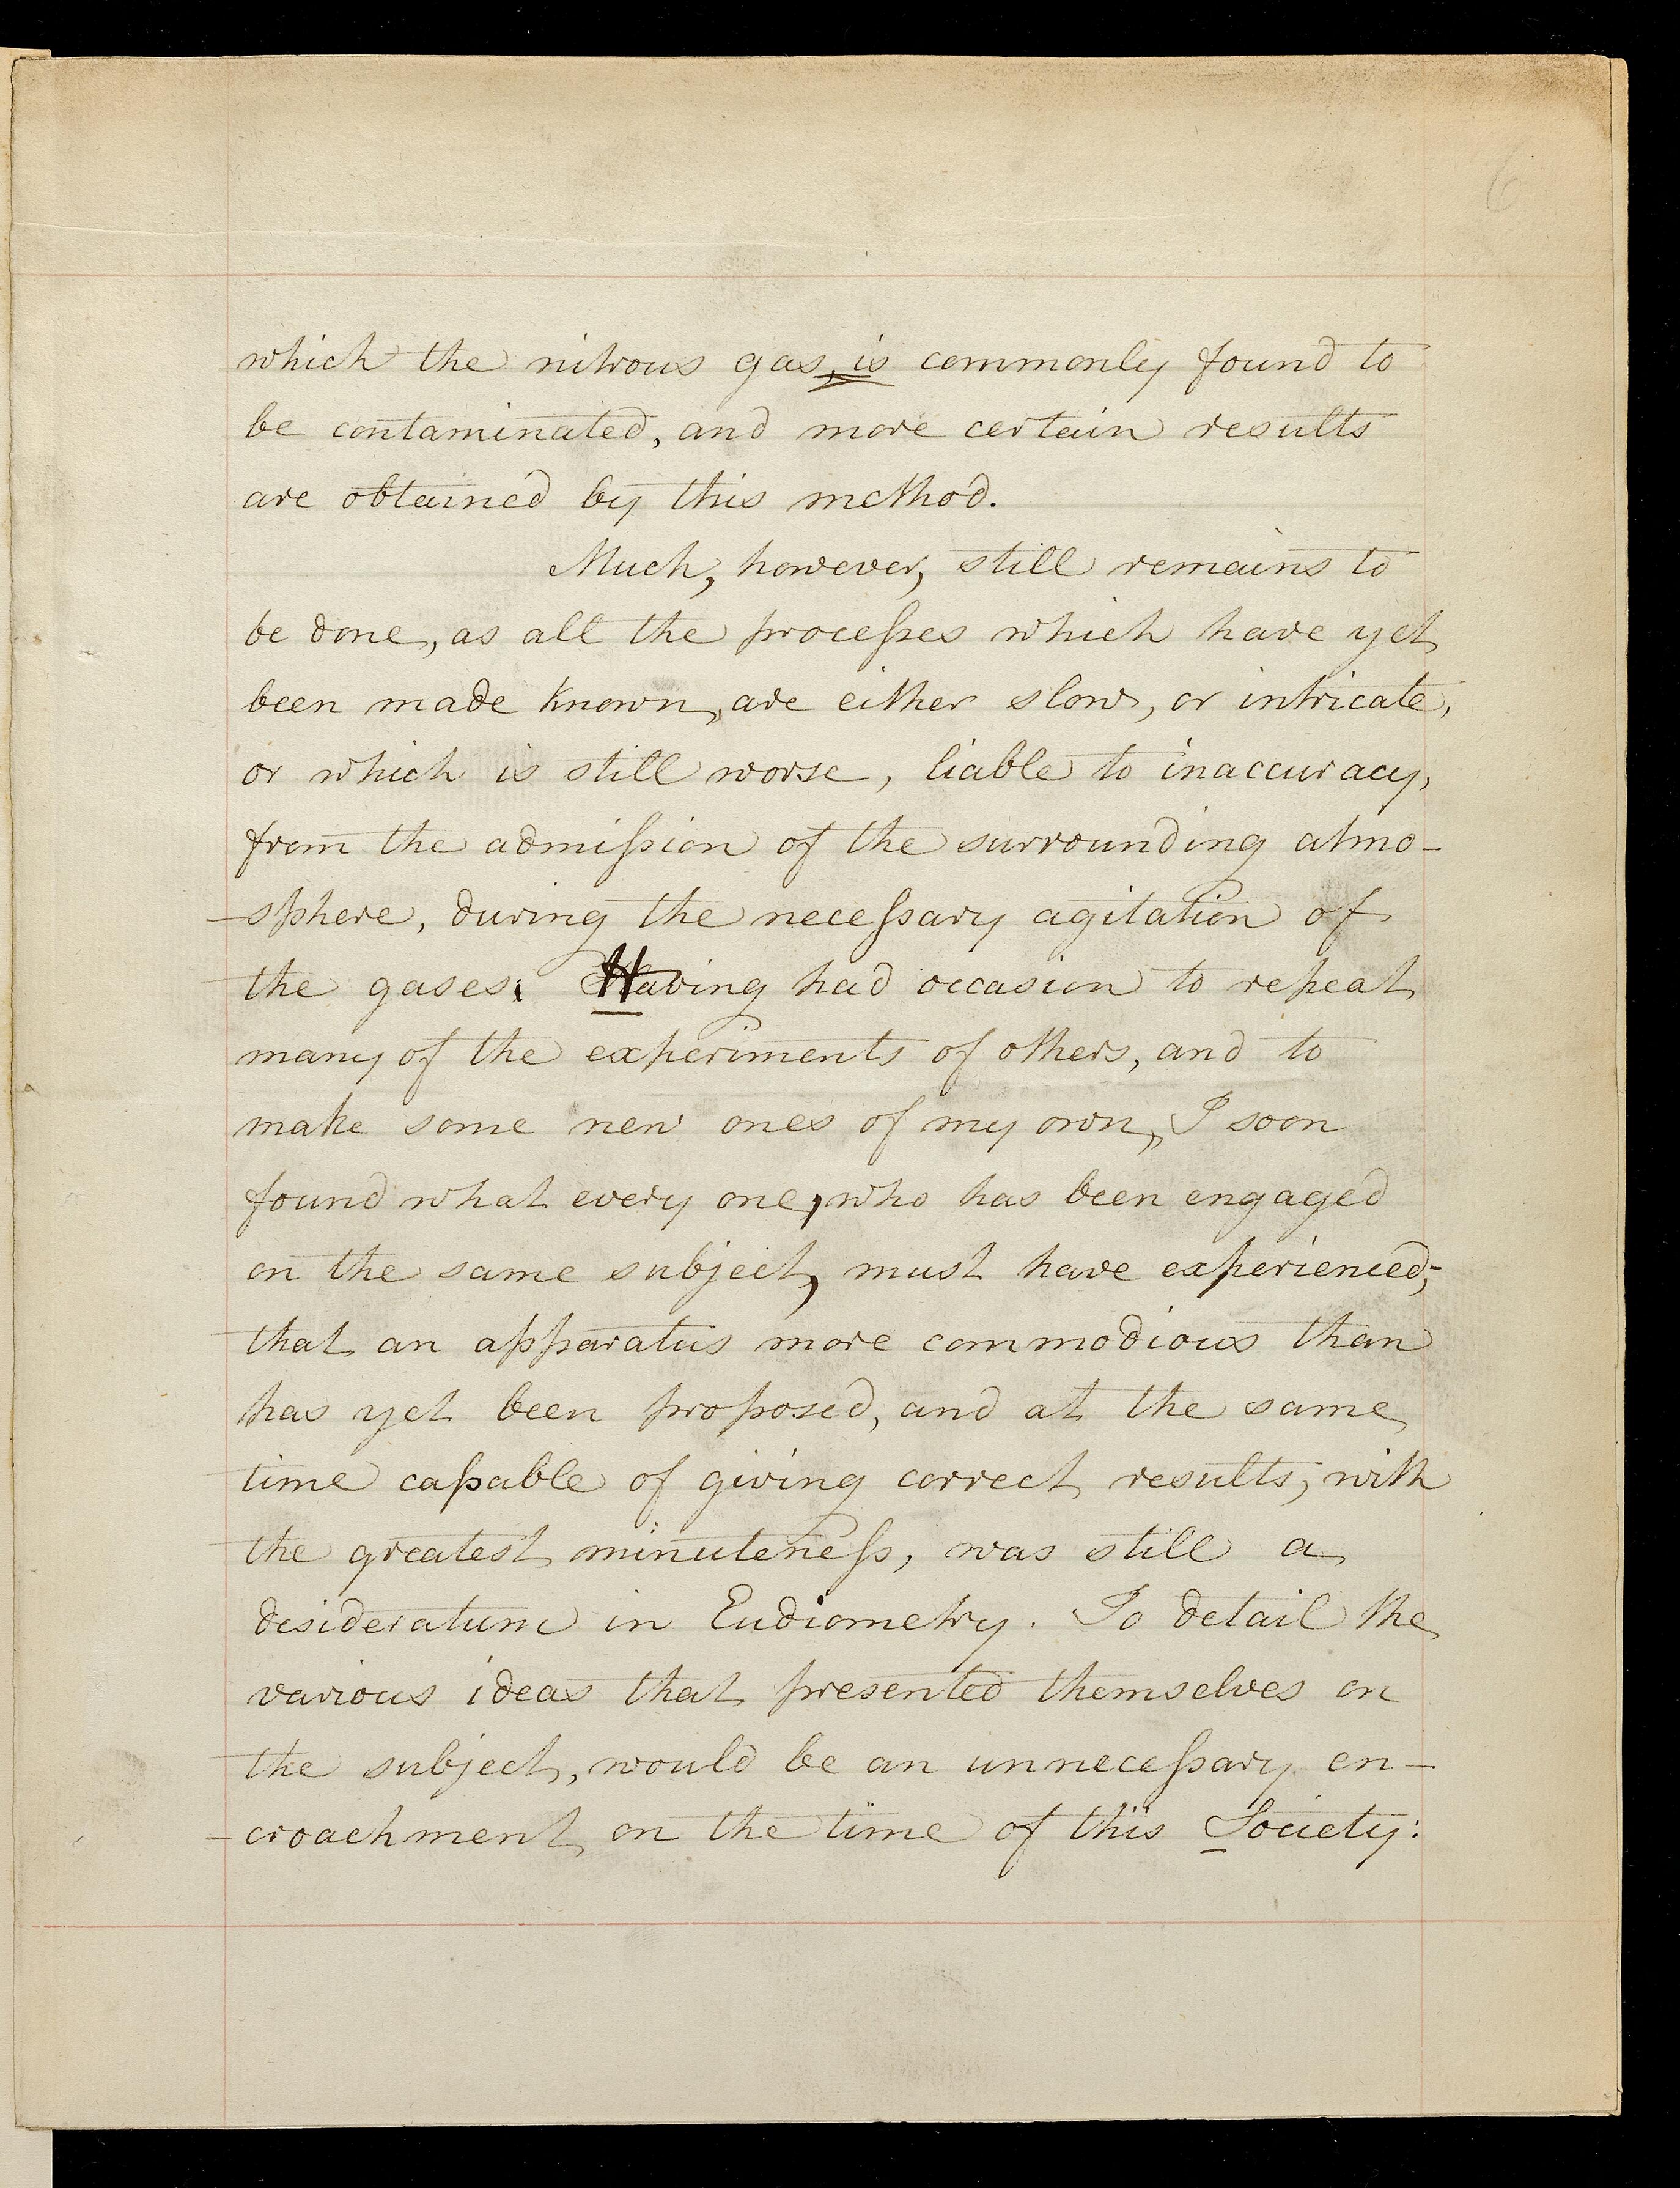 6
which the nitrous gas, is commonly found to
be contaminated, and more certain results
are obtained by this method.
Much, however, still remains to
be done, as all the proceſses which have yet
been made known, are either slow, or intricate,
or which is still worse, liable to inaccuracy,
from the admiſsion of the surrounding atmo-
-sphere, during the neceſsary agitation of
the gases. Having had occasion to repeat
many of the experiments of others, and to
make some new ones of my own, I soon
found what every one, who has been engaged
on the same subject, must have experienced;
that an apparatus more commodious than
has yet been proposed, and at the same
time capable of giving correct results, with
the greatest minuteneſs, was still a
desideratum in Eudiometry. To detail the
various ideas that presented themselves on
the subject, would be an unneceſsary en-
-croachment on the time of this Society: